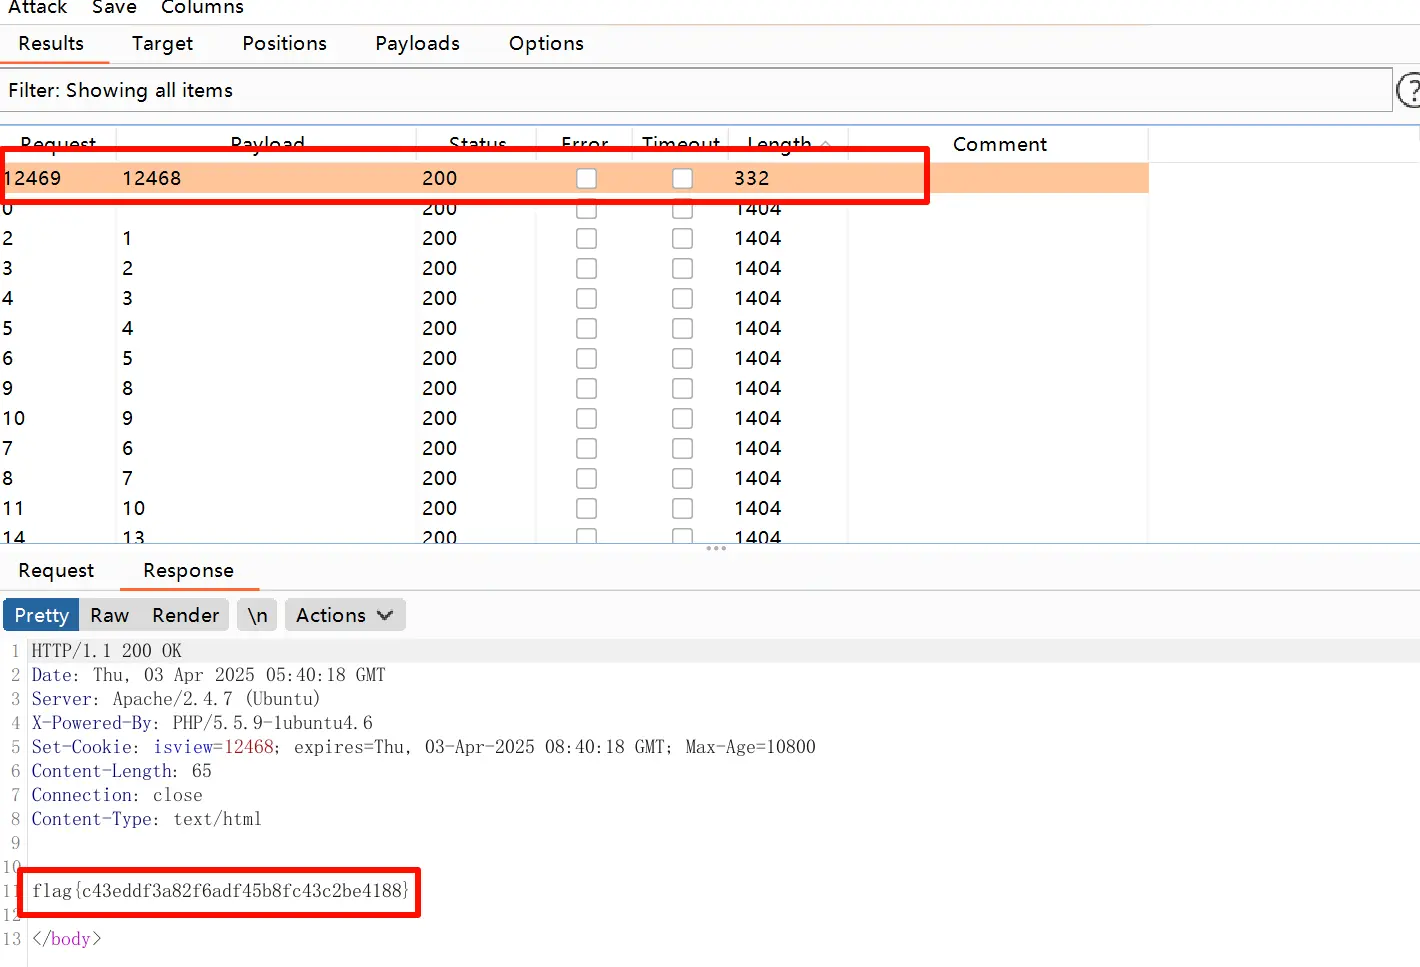 Attack Save Columns
Results Target Positions Payloads Options
Filter: Showing all items
?
Request Payload Status Error Timeout Length Comment
12469 12468 200 332
0 200 1404
2 1 200 1404
3 2 200 1404
4 3 200 1404
5 4 200 1404
6 5 200 1404
9 8 200 1404
10 9 200 1404
7 6 200 1404
8 7 200 1404
11 10 200 1404
14 13 200 1404
Request Response
Pretty Raw Render \n Actions
1 HTTP/1.1 200 OK
2 Date: Thu, 03 Apr 2025 05:40:18 GMT
3 Server: Apache/2.4.7 (Ubuntu)
4 X-Powered-By: PHP/5.5.9-1ubuntu4.6
5 Set-Cookie: isview=12468; expires=Thu, 03-Apr-2025 08:40:18 GMT; Max-Age=10800
6 Content-Length: 65
7 Connection: close
8 Content-Type: text/html
9
10
11 flag{c43eddf3a82f6adf45b8fc43c2be4188}
12
13 </body>